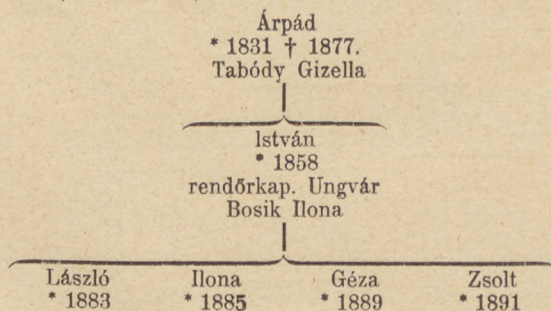 Árpád
* 1831 † 1877.
Tabódy Gizella
István
* 1858
rendőrkap. Ungvár
Bosik Ilona
László Ilona Géza Zsolt
* 1883 * 1885 * 1889 * 1891